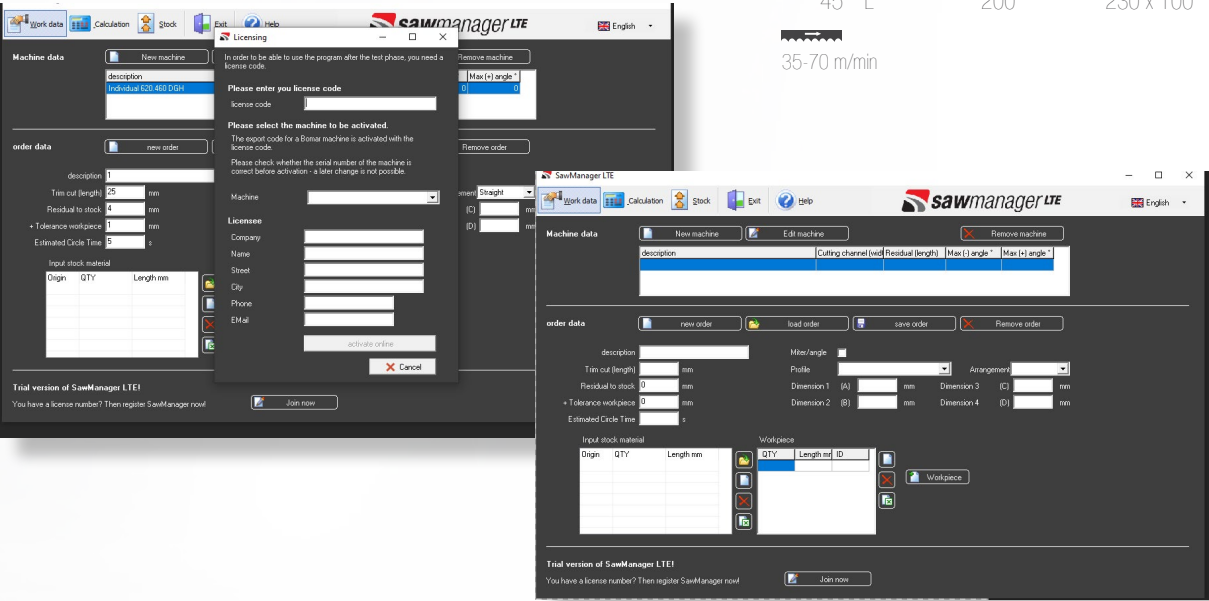 45° L 200 230 x 100
35-70 m/min
Work data Calculation Stock Exit Help sawmanager LTE English
Licensing
In order to be able to use the program after the test phase, you need a
license code.
Please enter you license code
license code
Please select the machine to be activated.
The export code for a Bomar machine is activated with the
license code.
Please check whether the serial number of the machine is
correct before activation - a later change is not possible.
Machine
Licensee
Company
Name
Street
City
Phone
EMail
activate online
Cancel
Machine data New machine Remove machine
description Max (+) angle °
Individual 620.460 DGH 0 0
order data new order Remove order
description 1
Trim cut (length) 25 mm Straight
Residual to stock 4 mm (C)
+ Tolerance workpiece 1 mm (D)
Estimated Circle Time 5 s
Input stock material
Origin QTY Length mm
Trial version of SawManager LTE!
You have a license number? Then register SawManager now! Join now
SawManager LTE
Work data Calculation Stock Exit Help sawmanager LTE English
Machine data New machine Edit machine Remove machine
description Cutting channel (widt Residual (length) Max (-) angle ° Max (+) angle °
order data new order load order save order Remove order
description Miter/angle
Trim cut (length) mm Profile Arrangement
Residual to stock 0 mm Dimension 1 (A) mm Dimension 3 (C) mm
+ Tolerance workpiece 0 mm Dimension 2 (B) mm Dimension 4 (D) mm
Estimated Circle Time s
Input stock material Workpiece
Origin QTY Length mm QTY Length mr ID
Workpiece
Trial version of SawManager LTE!
You have a license number? Then register SawManager now! Join now